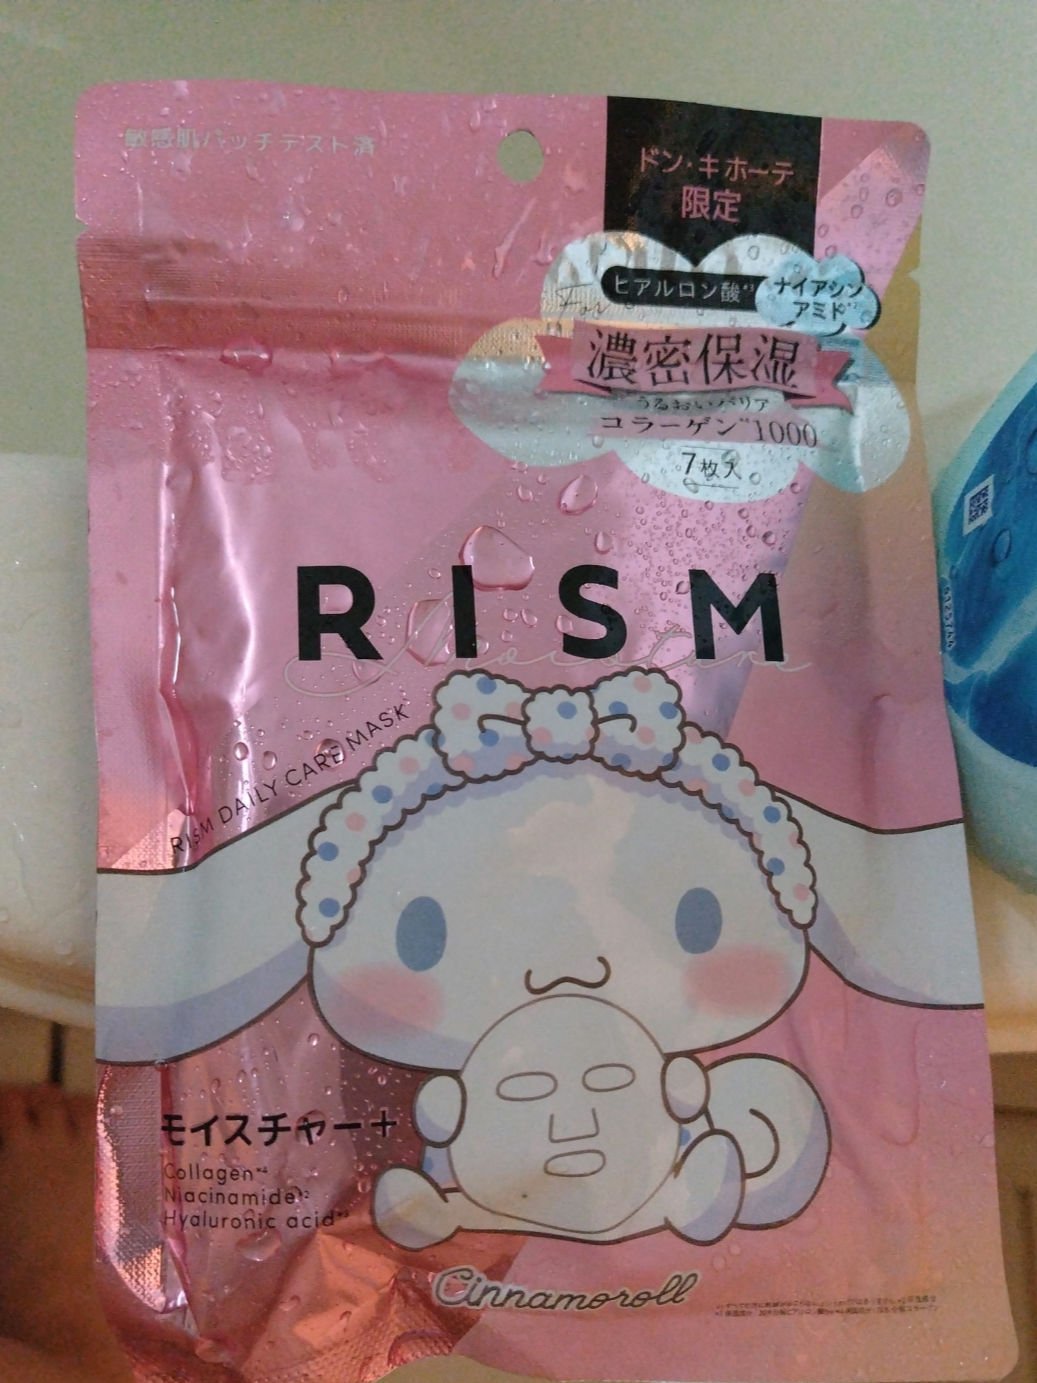 敏感肌パッチテスト済
ドン・キホーテ
限定
For
ヒアルロン酸
ナイアシン
アミド
濃密保湿
うるおいバリア
コラーゲン 1000
7枚入
RISM
Moisture
RISM DAILY CARE MASK
モイスチャー+
Collagen
Niacinamide
Hyaluronic acid
Cinnamoroll